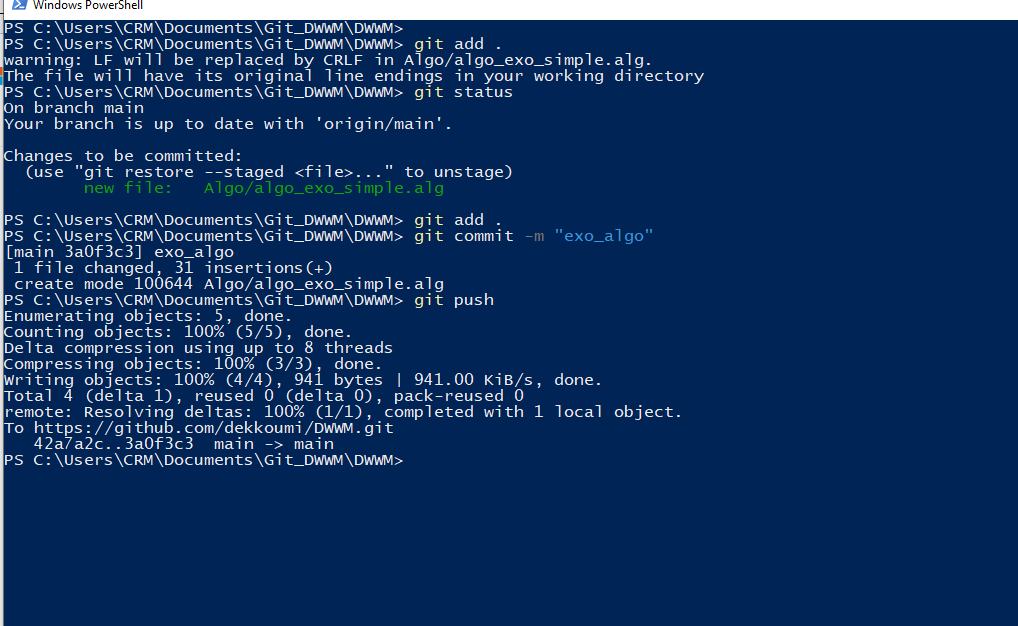 Windows PowerShell
PS C:\Users\CRM\Documents\Git_DWWM\DWWM>
PS C:\Users\CRM\Documents\Git_DWWM\DWWM> git add .
warning: LF will be replaced by CRLF in Algo/algo_exo_simple.alg.
The file will have its original line endings in your working directory
PS C:\Users\CRM\Documents\Git_DWWM\DWWM> git status
On branch main
Your branch is up to date with 'origin/main'.

Changes to be committed:
  (use "git restore --staged <file>..." to unstage)
        new file:   Algo/algo_exo_simple.alg

PS C:\Users\CRM\Documents\Git_DWWM\DWWM> git add .
PS C:\Users\CRM\Documents\Git_DWWM\DWWM> git commit -m "exo_algo"
[main 3a0f3c3] exo_algo
 1 file changed, 31 insertions(+)
 create mode 100644 Algo/algo_exo_simple.alg
PS C:\Users\CRM\Documents\Git_DWWM\DWWM> git push
Enumerating objects: 5, done.
Counting objects: 100% (5/5), done.
Delta compression using up to 8 threads
Compressing objects: 100% (3/3), done.
Writing objects: 100% (4/4), 941 bytes | 941.00 KiB/s, done.
Total 4 (delta 1), reused 0 (delta 0), pack-reused 0
remote: Resolving deltas: 100% (1/1), completed with 1 local object.
To https://github.com/dekkoumi/DWWM.git
   42a7a2c..3a0f3c3  main -> main
PS C:\Users\CRM\Documents\Git_DWWM\DWWM>